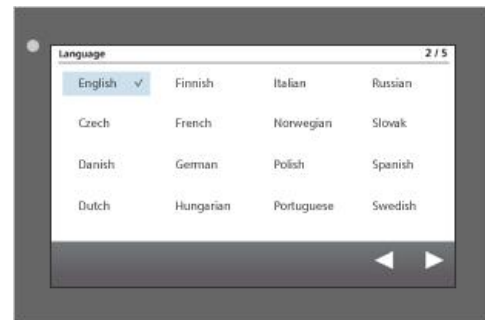 Language 2 / 5
English ✓ Finnish Italian Russian
Czech French Norwegian Slovak
Danish German Polish Spanish
Dutch Hungarian Portuguese Swedish